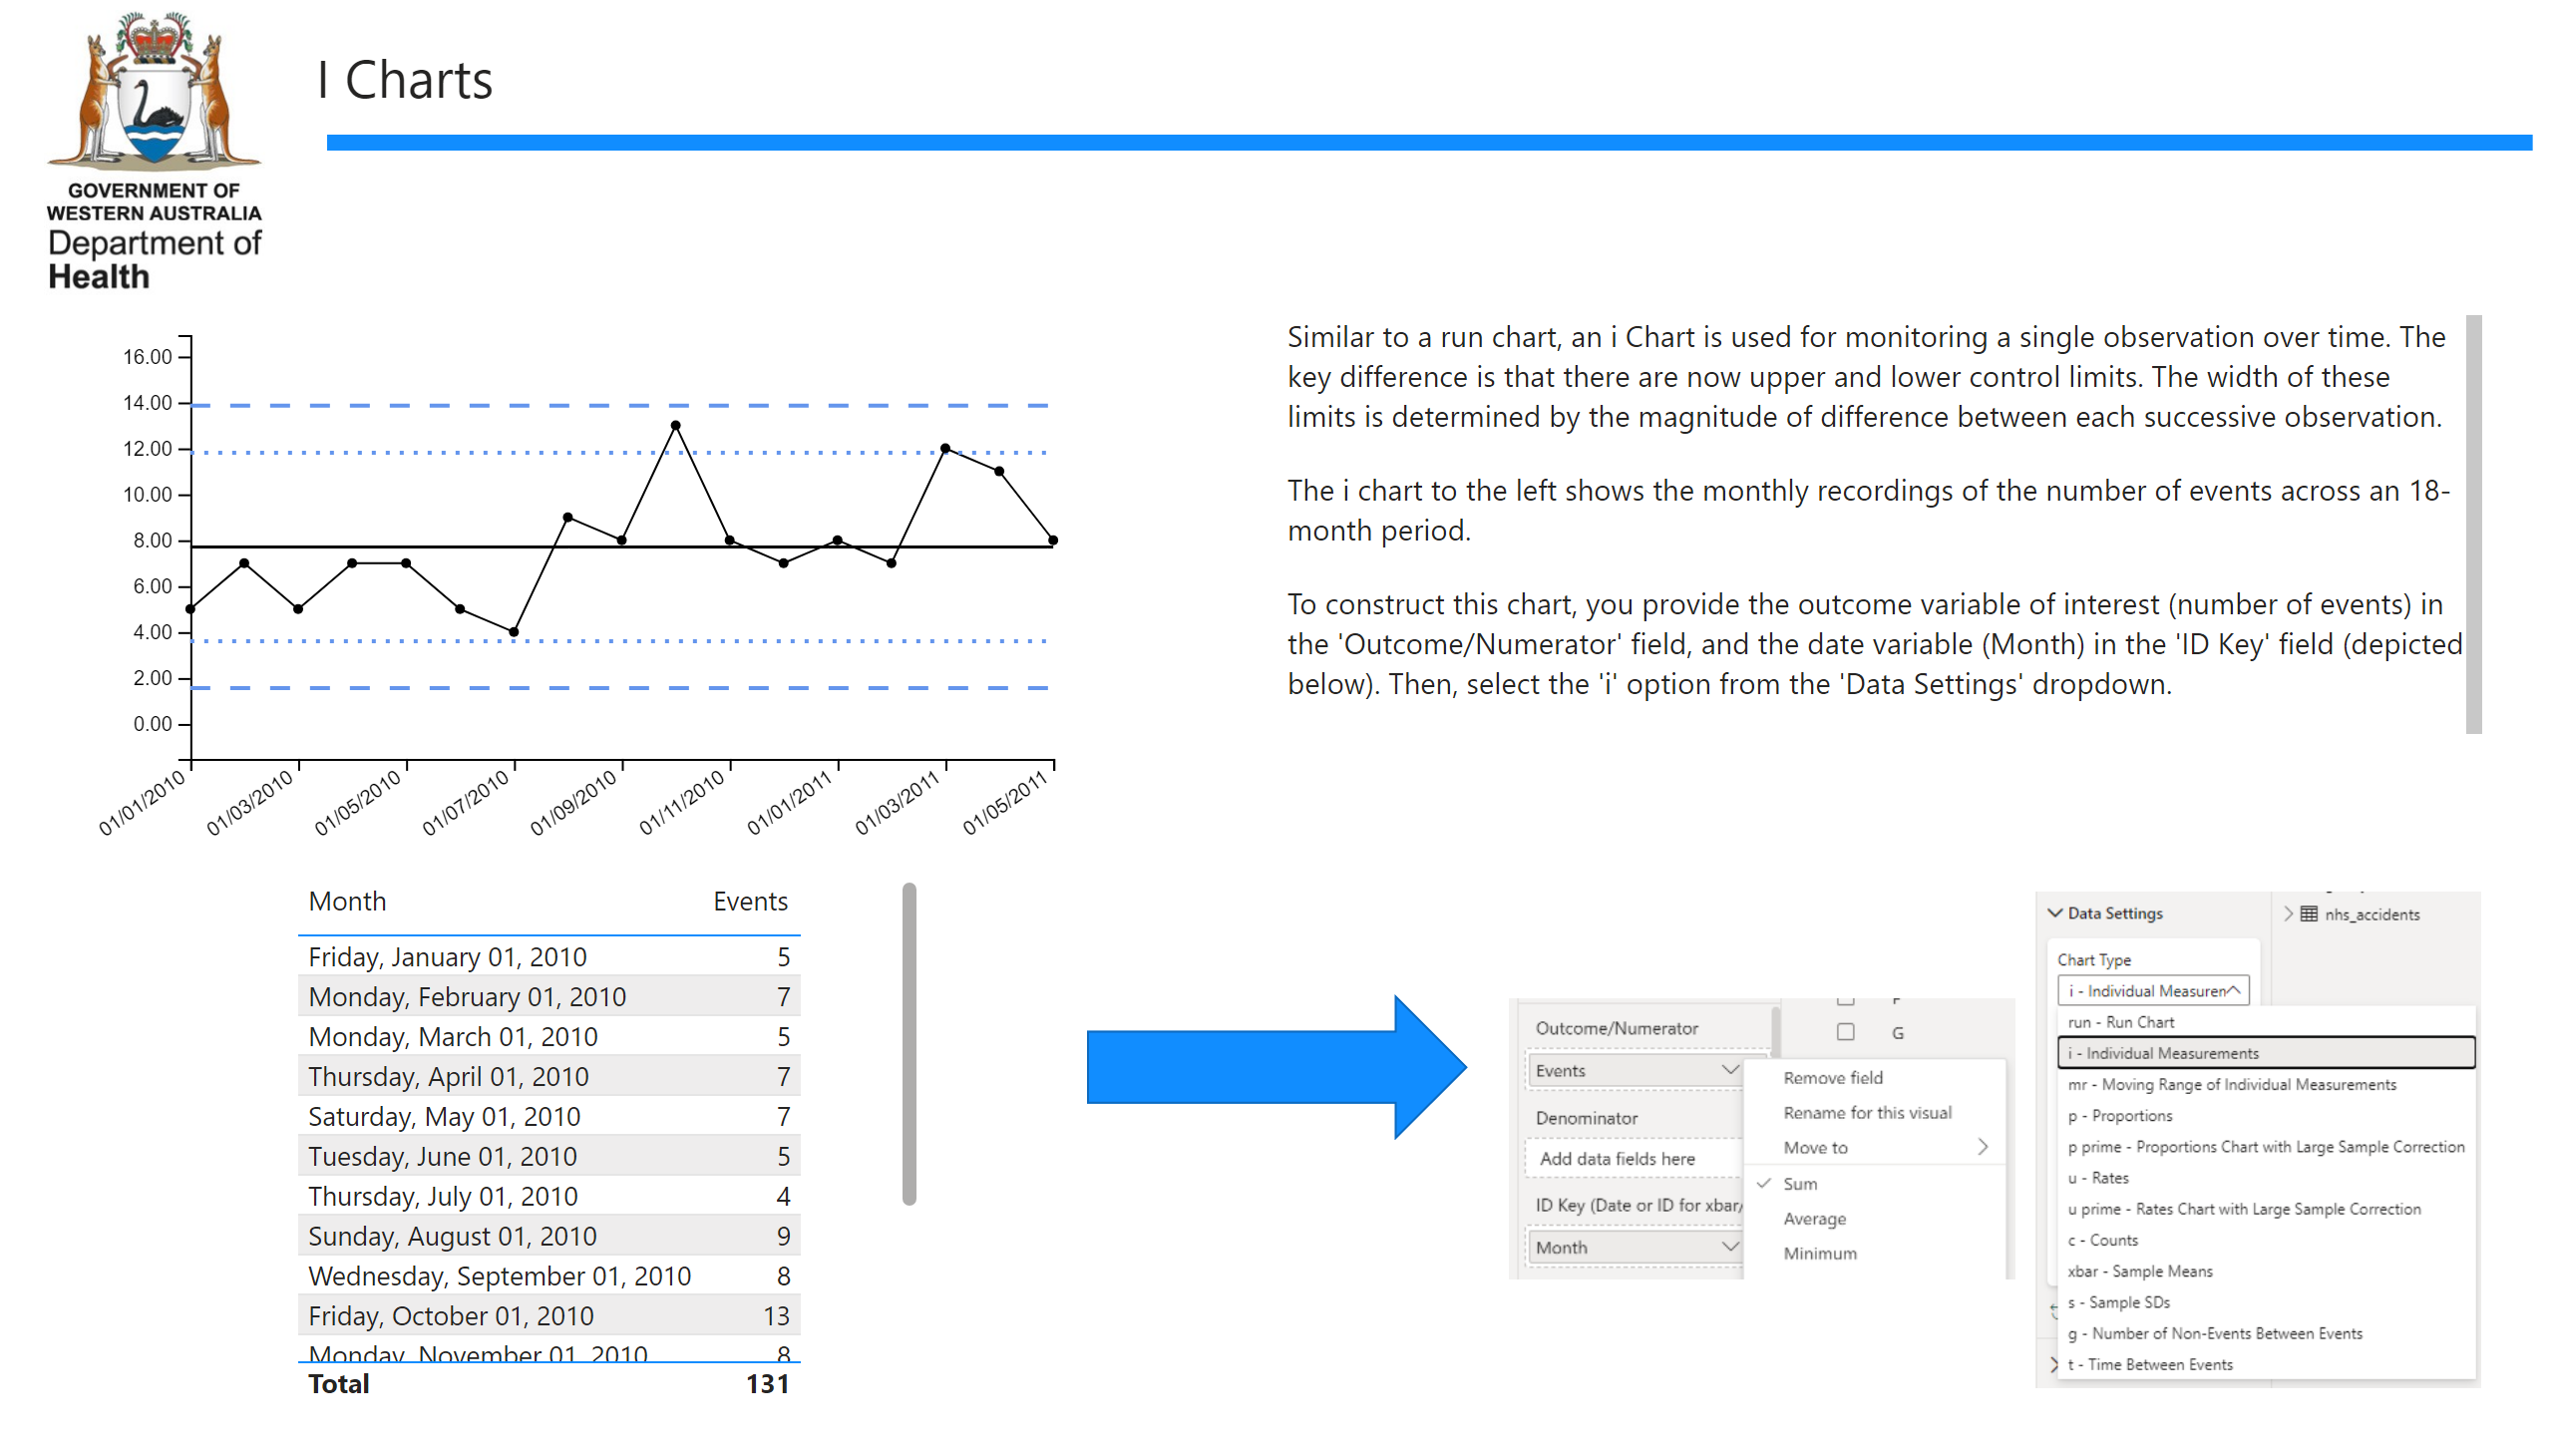 GOVERNMENT OF
WESTERN AUSTRALIA
Department of
Health
I Charts
16.00
14.00
12.00
10.00
8.00
6.00
4.00
2.00
0.00
01/01/2010
01/03/2010
01/05/2010
01/07/2010
01/09/2010
01/11/2010
01/01/2011
01/03/2011
01/05/2011
Similar to a run chart, an i Chart is used for monitoring a single observation over time. The
key difference is that there are now upper and lower control limits. The width of these
limits is determined by the magnitude of difference between each successive observation.
The i chart to the left shows the monthly recordings of the number of events across an 18-
month period.
To construct this chart, you provide the outcome variable of interest (number of events) in
the 'Outcome/Numerator' field, and the date variable (Month) in the 'ID Key' field (depicted
below). Then, select the 'i' option from the 'Data Settings' dropdown.
Month Events
Friday, January 01, 2010 5
Monday, February 01, 2010 7
Monday, March 01, 2010 5
Thursday, April 01, 2010 7
Saturday, May 01, 2010 7
Tuesday, June 01, 2010 5
Thursday, July 01, 2010 4
Sunday, August 01, 2010 9
Wednesday, September 01, 2010 8
Friday, October 01, 2010 13
Monday, November 01, 2010 8
Total 131
Outcome/Numerator
Events
Denominator
Add data fields here
ID Key (Date or ID for xbar/
Month
G
Remove field
Rename for this visual
Move to
Sum
Average
Minimum
Data Settings
nhs_accidents
Chart Type
i - Individual Measuren
run - Run Chart
i - Individual Measurements
mr - Moving Range of Individual Measurements
p - Proportions
p prime - Proportions Chart with Large Sample Correction
u - Rates
u prime - Rates Chart with Large Sample Correction
c - Counts
xbar - Sample Means
s - Sample SDs
g - Number of Non-Events Between Events
t - Time Between Events